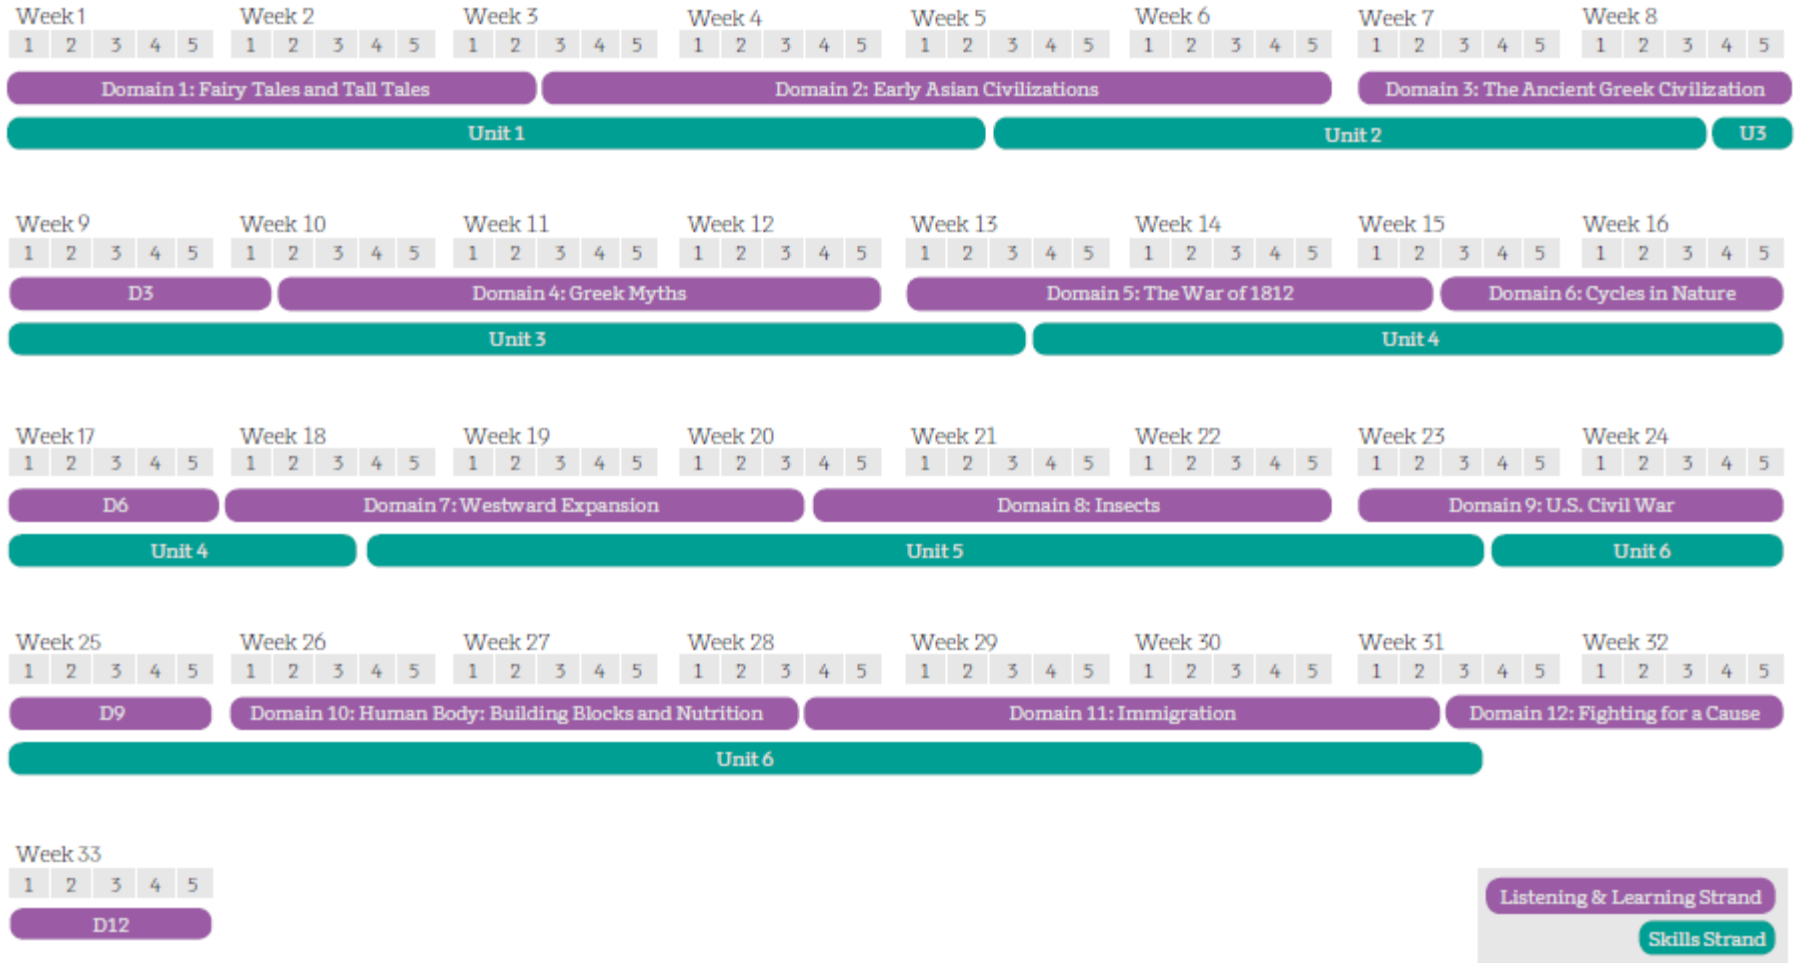 Week 1 Week 2 Week 3 Week 4 Week 5 Week 6 Week 7 Week 8
1 2 3 4 5 1 2 3 4 5 1 2 3 4 5 1 2 3 4 5 1 2 3 4 5 1 2 3 4 5 1 2 3 4 5 1 2 3 4 5
Domain 1: Fairy Tales and Tall Tales Domain 2: Early Asian Civilizations Domain 3: The Ancient Greek Civilization
Unit 1 Unit 2 U3
Week 9 Week 10 Week 11 Week 12 Week 13 Week 14 Week 15 Week 16
1 2 3 4 5 1 2 3 4 5 1 2 3 4 5 1 2 3 4 5 1 2 3 4 5 1 2 3 4 5 1 2 3 4 5 1 2 3 4 5
D3 Domain 4: Greek Myths Domain 5: The War of 1812 Domain 6: Cycles in Nature
Unit 3 Unit 4
Week 17 Week 18 Week 19 Week 20 Week 21 Week 22 Week 23 Week 24
1 2 3 4 5 1 2 3 4 5 1 2 3 4 5 1 2 3 4 5 1 2 3 4 5 1 2 3 4 5 1 2 3 4 5 1 2 3 4 5
D6 Domain 7: Westward Expansion Domain 8: Insects Domain 9: U.S. Civil War
Unit 4 Unit 5 Unit 6
Week 25 Week 26 Week 27 Week 28 Week 29 Week 30 Week 31 Week 32
1 2 3 4 5 1 2 3 4 5 1 2 3 4 5 1 2 3 4 5 1 2 3 4 5 1 2 3 4 5 1 2 3 4 5 1 2 3 4 5
D9 Domain 10: Human Body: Building Blocks and Nutrition Domain 11: Immigration Domain 12: Fighting for a Cause
Unit 6
Week 33
1 2 3 4 5
D12
Listening & Learning Strand
Skills Strand